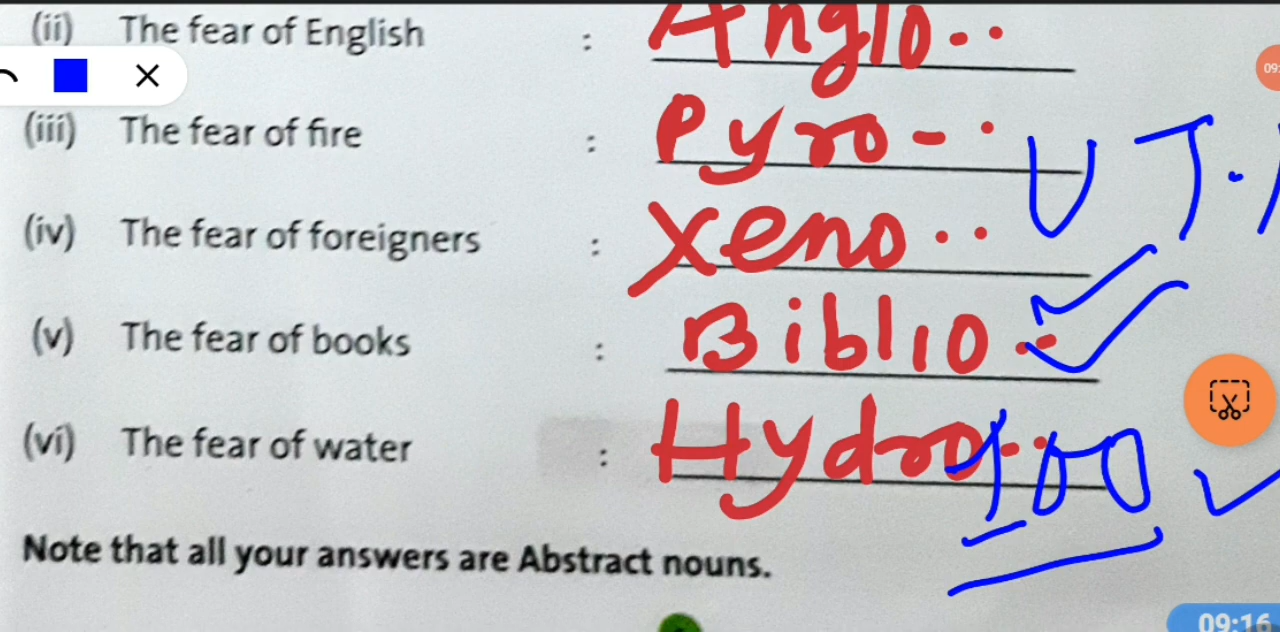 (ii) The fear of English : Anglo-..
(iii) The fear of fire : Pyro-.
UT.
(iv) The fear of foreigners : Xeno..
(v) The fear of books : Biblio..
(vi) The fear of water : Hydro-.
100
Note that all your answers are Abstract nouns.
09:
09:16